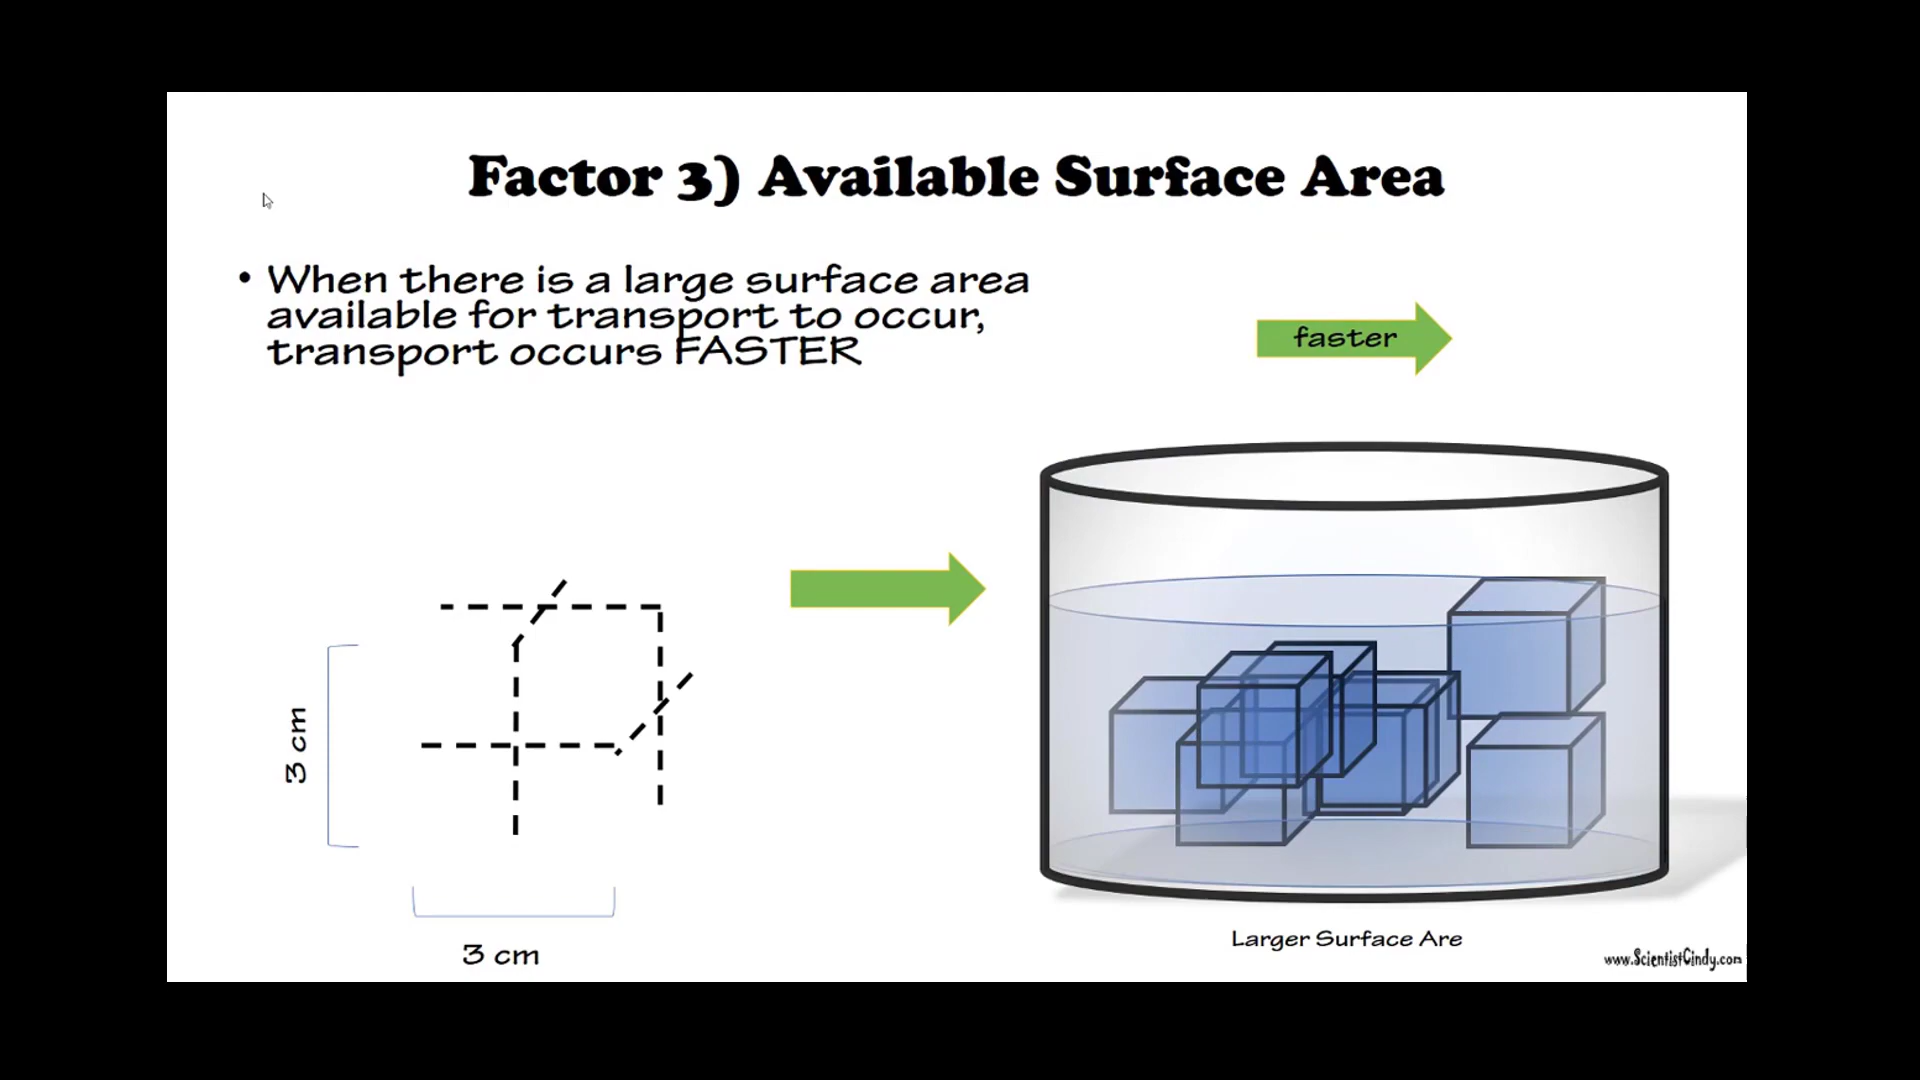 Factor 3) Available Surface Area
• When there is a large surface area
available for transport to occur,
transport occurs FASTER
faster
3 cm
3 cm
Larger Surface Are
www.ScientistCindy.com